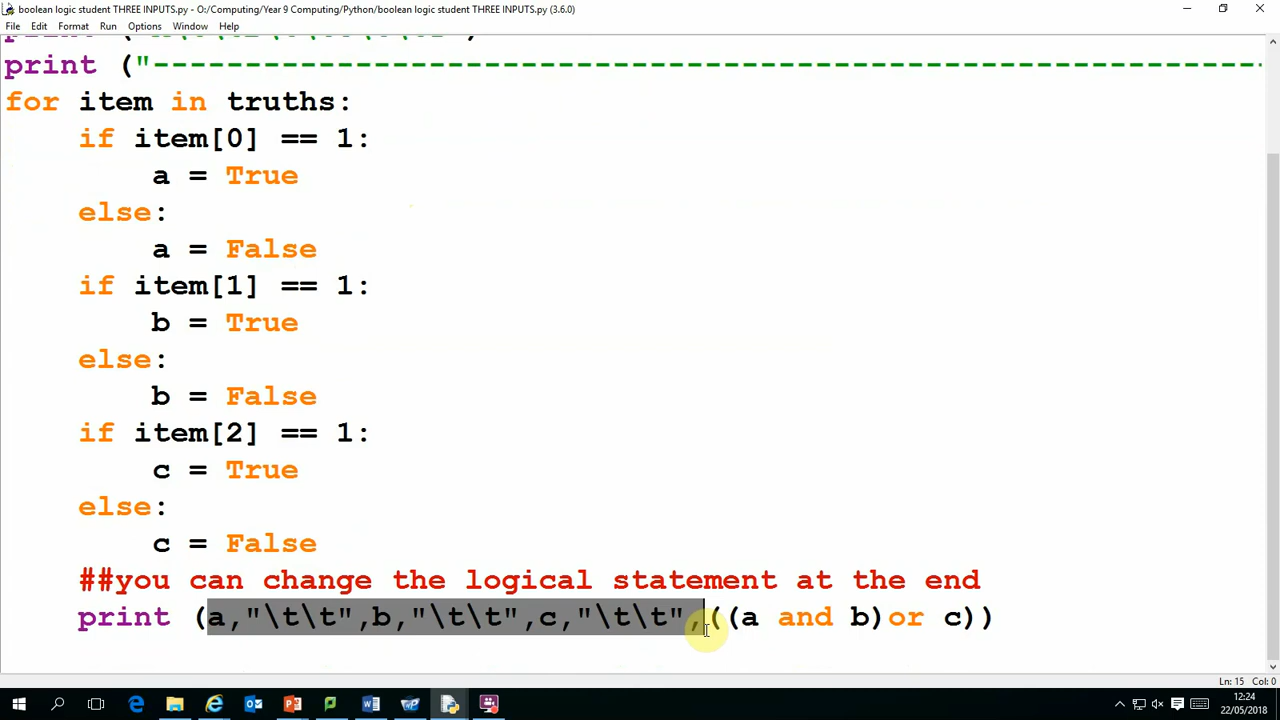 boolean logic student THREE INPUTS.py - O:/Computing/Year 9 Computing/Python/boolean logic student THREE INPUTS.py (3.6.0)
File Edit Format Run Options Window Help
print ("---------------------------------------------------------------
for item in truths:
if item[0] == 1:
a = True
else:
a = False
if item[1] == 1:
b = True
else:
b = False
if item[2] == 1:
c = True
else:
c = False
##you can change the logical statement at the end
print (a,"\t\t",b,"\t\t",c,"\t\t",((a and b)or c))
Ln: 15 Col: 0
12:24
22/05/2018